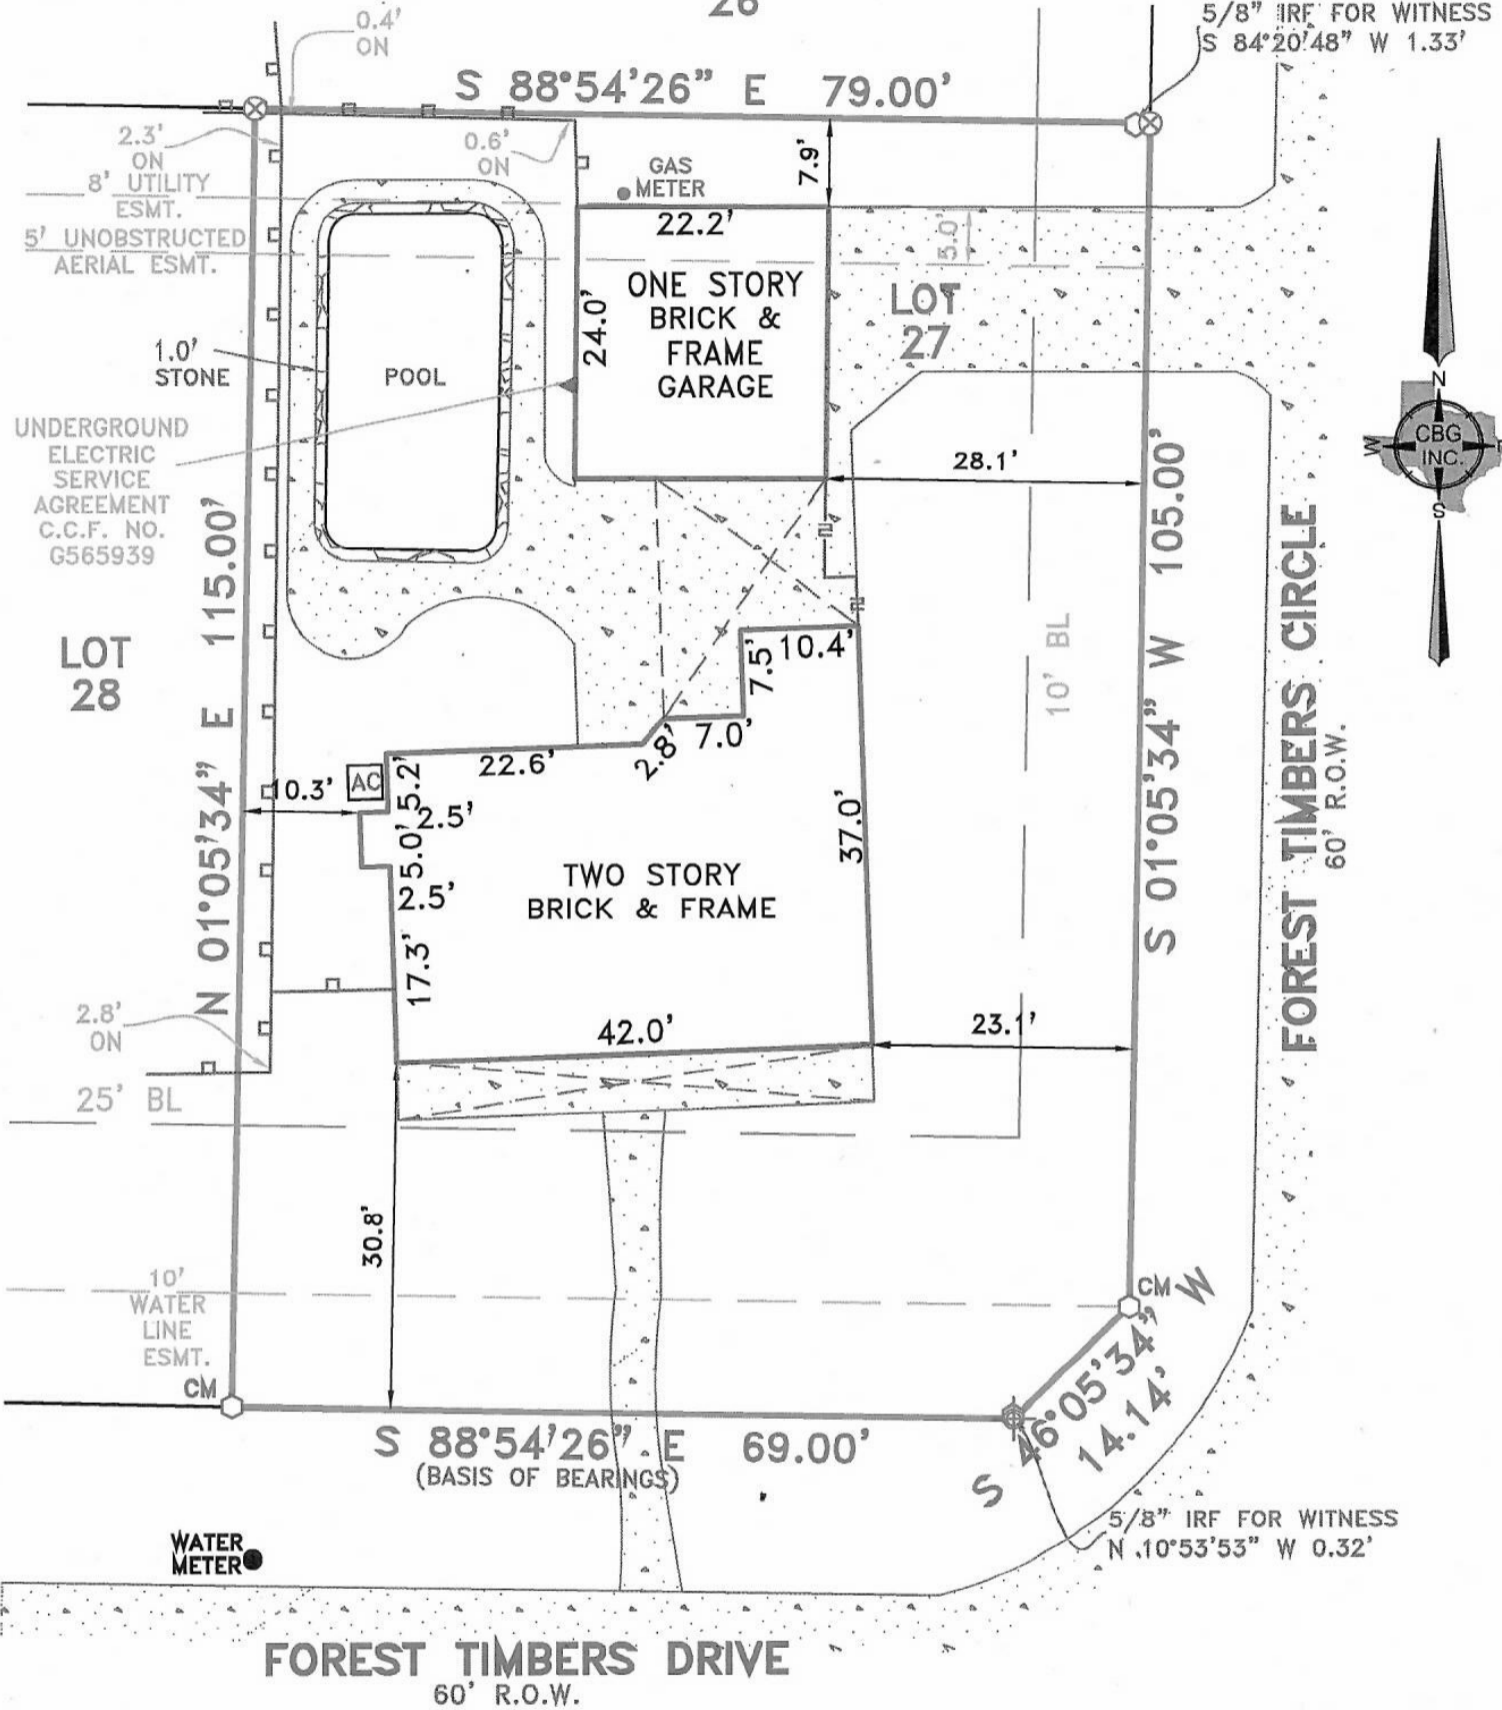 26
5/8" IRF FOR WITNESS
S 84°20'48" W 1.33'
0.4'
ON
S 88°54'26" E 79.00'
2.3'
ON
0.6'
ON
8' UTILITY
ESMT.
GAS
METER
7.9'
22.2'
5' UNOBSTRUCTED
AERIAL ESMT.
5.0'
ONE STORY
BRICK &
FRAME
GARAGE
24.0'
LOT
27
1.0'
STONE
POOL
N
W
CBG
INC.
S
UNDERGROUND
ELECTRIC
SERVICE
AGREEMENT
C.C.F. NO.
G565939
28.1'
N 01°05'34" E 115.00'
S 01°05'34" W 105.00'
FOREST TIMBERS CIRCLE
60' R.O.W.
10' BL
LOT
28
10.4'
7.5'
7.0'
2.8'
22.6'
AC
10.3'
5.2'
2.5'
5.0'
2.5'
37.0'
TWO STORY
BRICK & FRAME
17.3'
2.8'
ON
42.0'
23.1'
25' BL
30.8'
10'
WATER
LINE
ESMT.
CM
CM
S 46°05'34" W
14.14'
S 88°54'26" E 69.00'
(BASIS OF BEARINGS)
5/8" IRF FOR WITNESS
N 10°53'53" W 0.32'
WATER
METER
FOREST TIMBERS DRIVE
60' R.O.W.